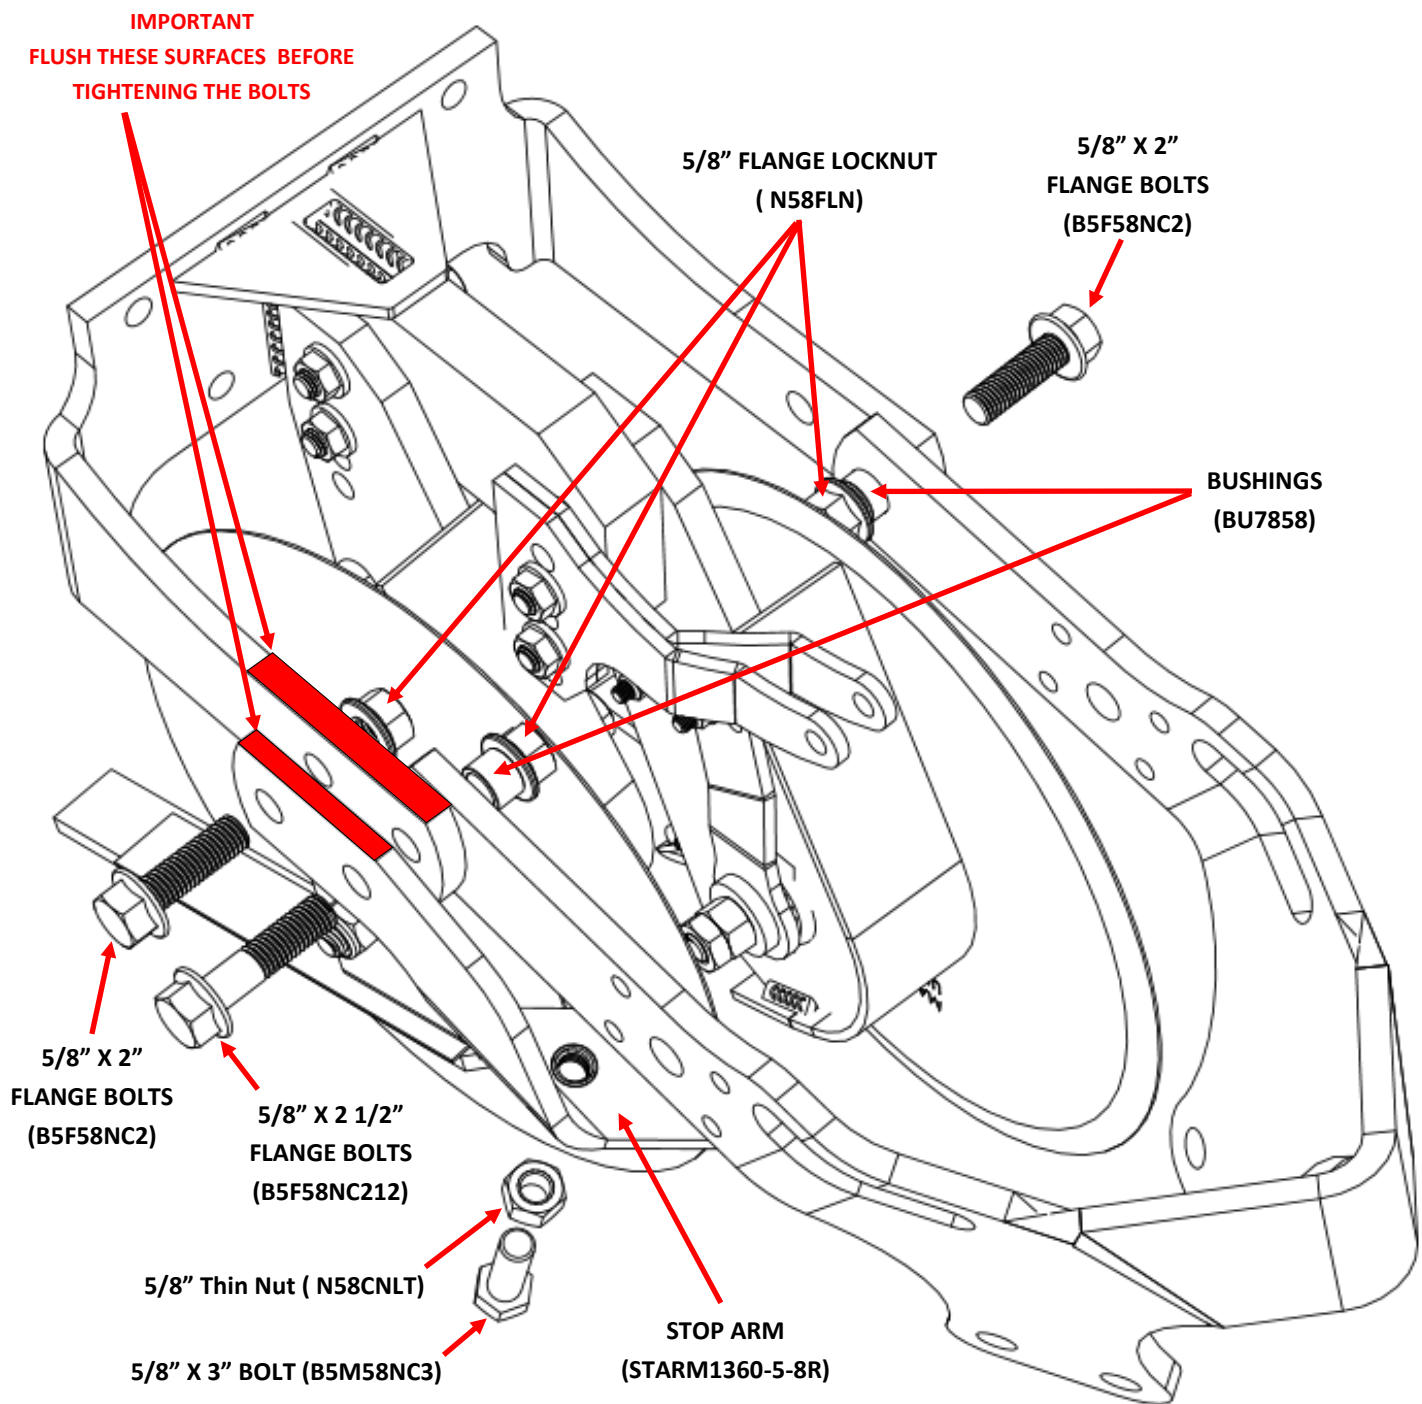 IMPORTANT
FLUSH THESE SURFACES BEFORE
TIGHTENING THE BOLTS
5/8” FLANGE LOCKNUT
( N58FLN)
5/8” X 2”
FLANGE BOLTS
(B5F58NC2)
BUSHINGS
(BU7858)
5/8” X 2”
FLANGE BOLTS
(B5F58NC2)
5/8” X 2 1/2”
FLANGE BOLTS
(B5F58NC212)
5/8” Thin Nut ( N58CNLT)
5/8” X 3” BOLT (B5M58NC3)
STOP ARM
(STARM1360-5-8R)